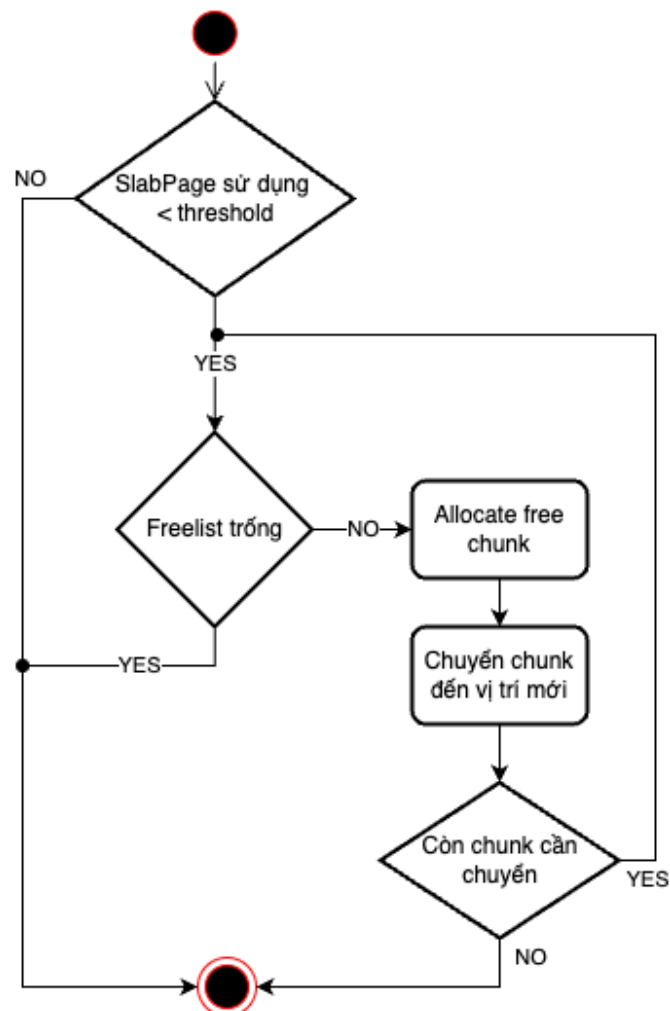 NO
SlabPage sử dụng
< threshold
YES
Freelist trống
NO
Allocate free
chunk
YES
Chuyển chunk
đến vị trí mới
Còn chunk cần
chuyển
YES
NO